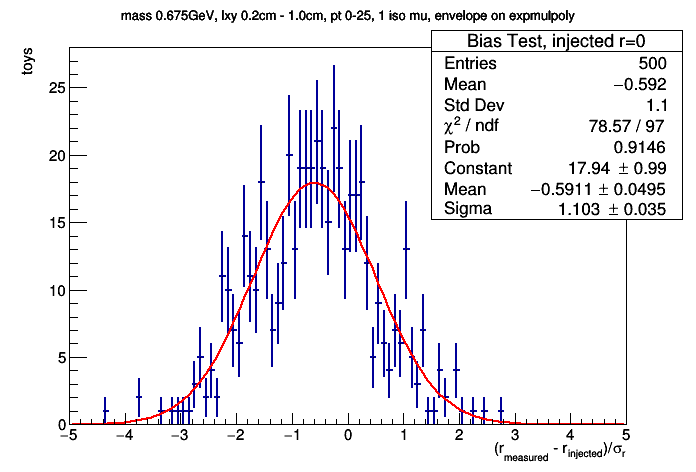 mass 0.675GeV, lxy 0.2cm - 1.0cm, pt 0-25, 1 iso mu, envelope on expmulpoly
Bias Test, injected r=0
Entries 500
Mean −0.592
Std Dev 1.1
χ² / ndf 78.57 / 97
Prob 0.9146
Constant 17.94 ± 0.99
Mean −0.5911 ± 0.0495
Sigma 1.103 ± 0.035
toys
25
20
15
10
5
0
−5 −4 −3 −2 −1 0 1 2 3 4 5
(r_measured - r_injected)/σ_r